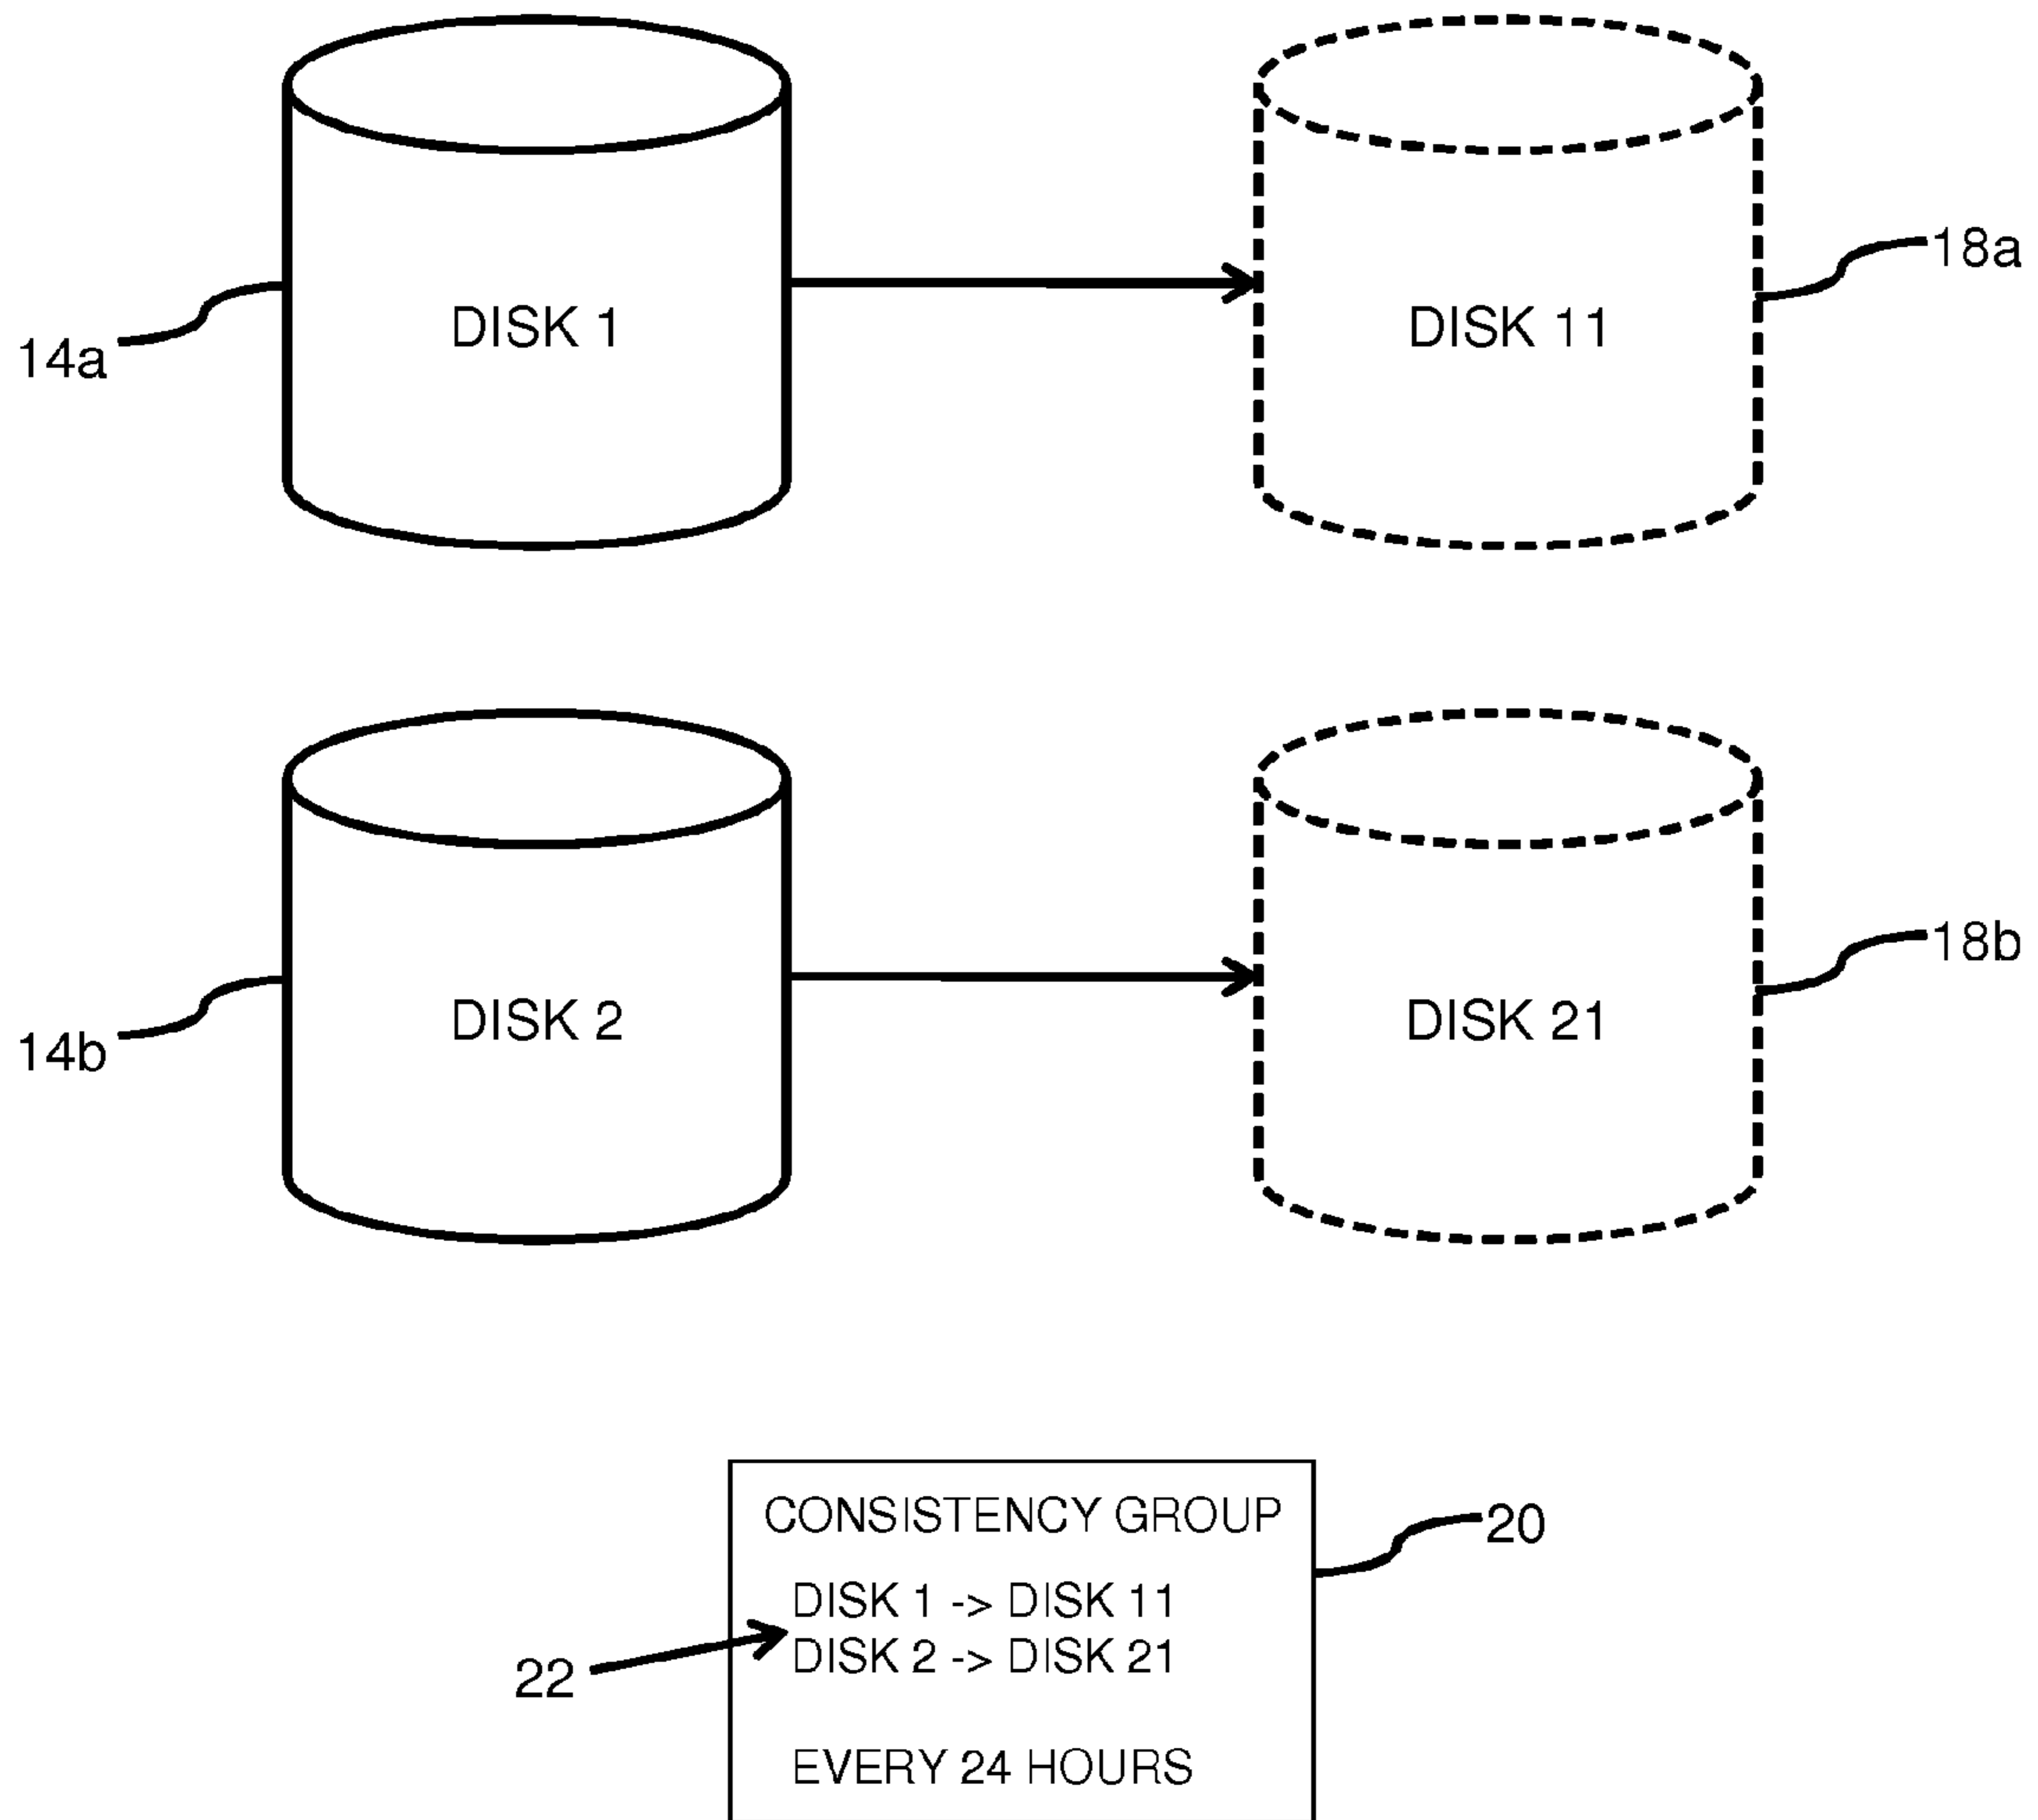 DISK 1
DISK 11
18a
14a
DISK 2
DISK 21
18b
14b
CONSISTENCY GROUP
20
DISK 1 -> DISK 11
DISK 2 -> DISK 21
22
EVERY 24 HOURS